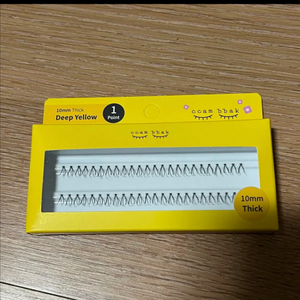 10mm Thick
Deep Yellow
1
Point
ccam bbak
ccam bbak
10mm
Thick